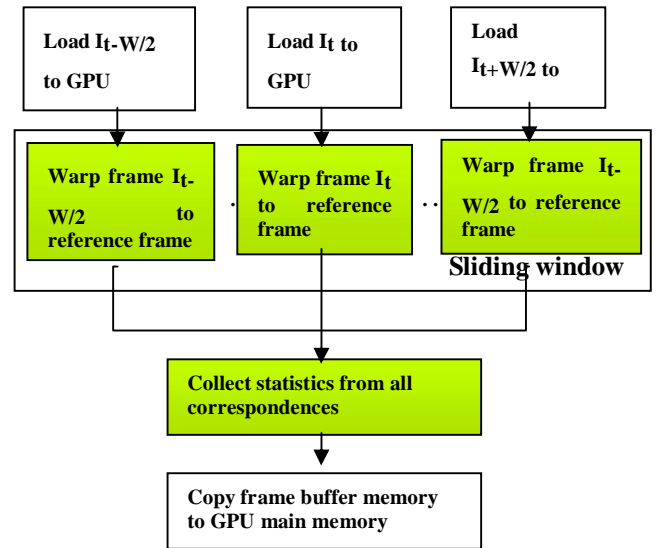 Load It-W/2
to GPU
Load It to
GPU
Load
It+W/2 to
Warp frame It-
W/2 to
reference frame
.
Warp frame It
to reference
frame
. .
Warp frame It-
W/2 to reference
frame
Sliding window
Collect statistics from all
correspondences
Copy frame buffer memory
to GPU main memory